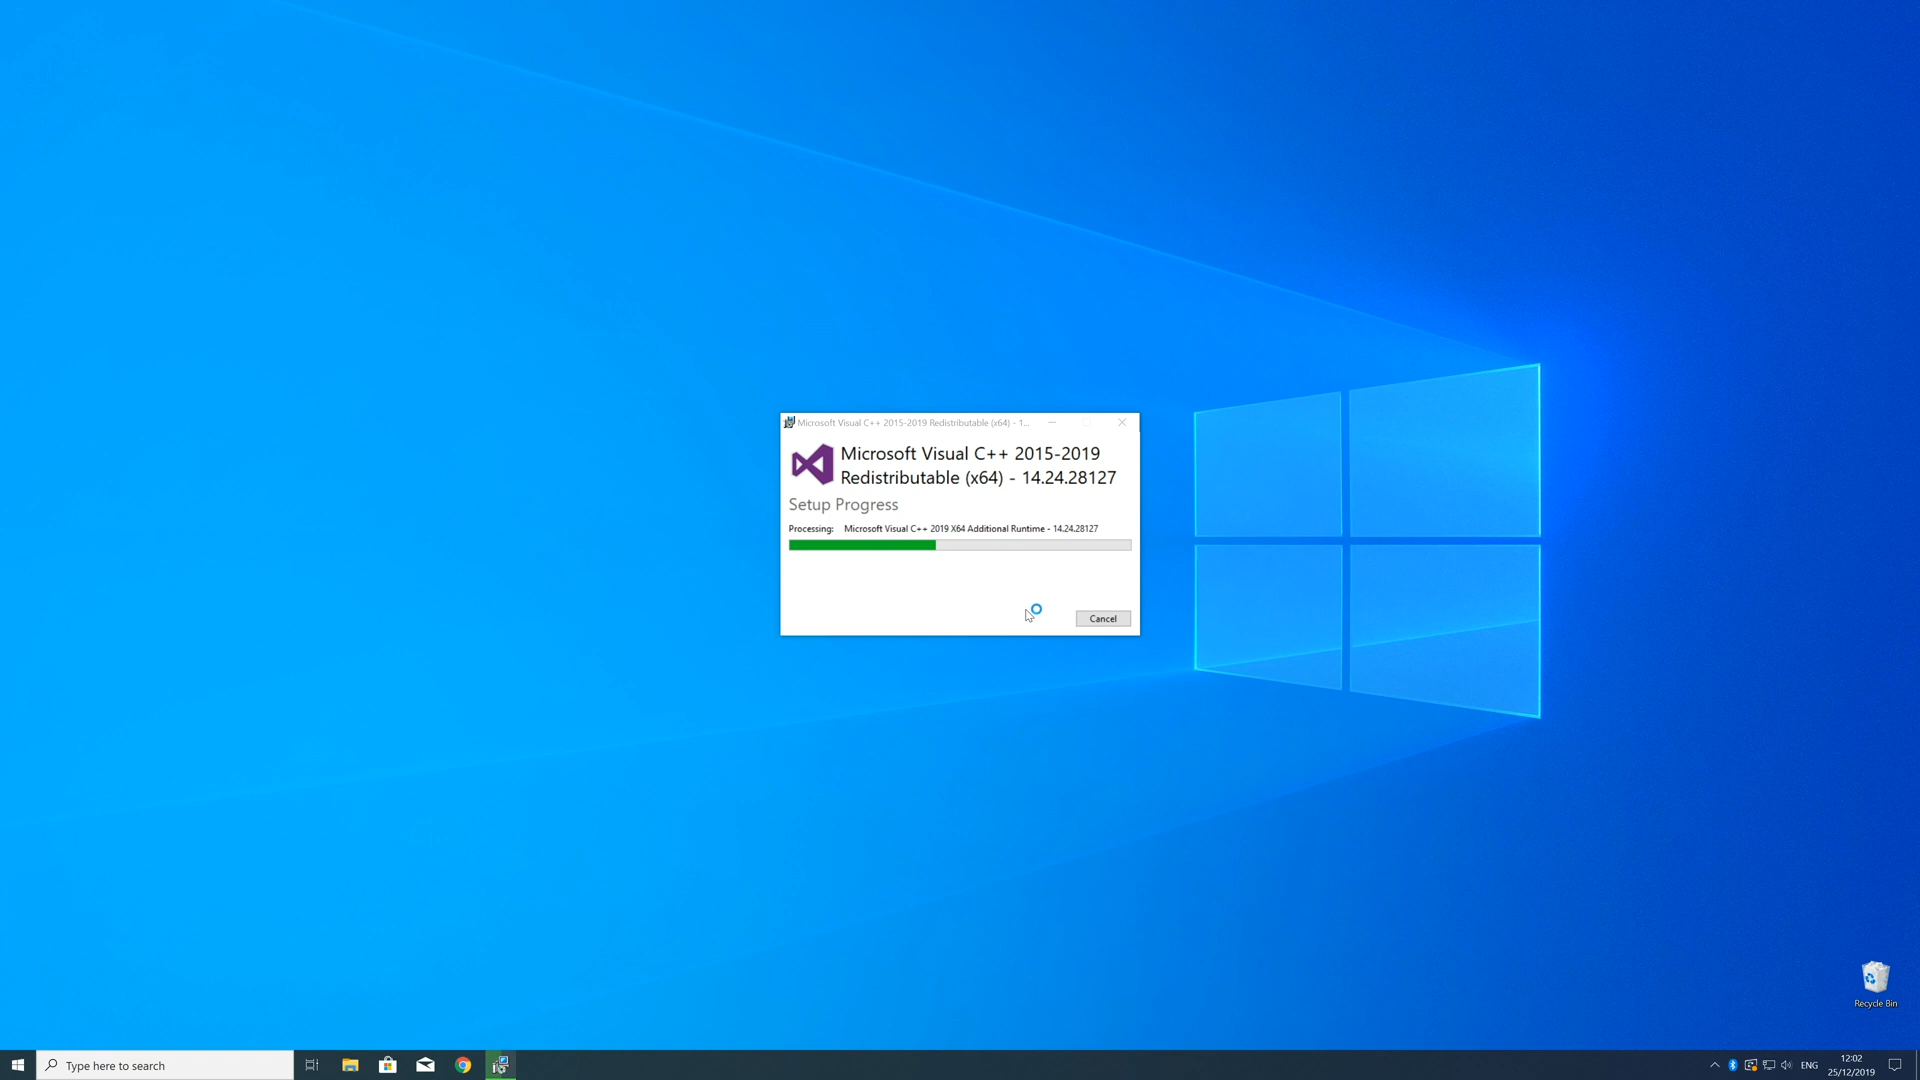 Microsoft Visual C++ 2015-2019 Redistributable (x64) - 1...
Microsoft Visual C++ 2015-2019
Redistributable (x64) - 14.24.28127
Setup Progress
Processing: Microsoft Visual C++ 2019 X64 Additional Runtime - 14.24.28127
Cancel
Recycle Bin
Type here to search
ENG
12:02
25/12/2019